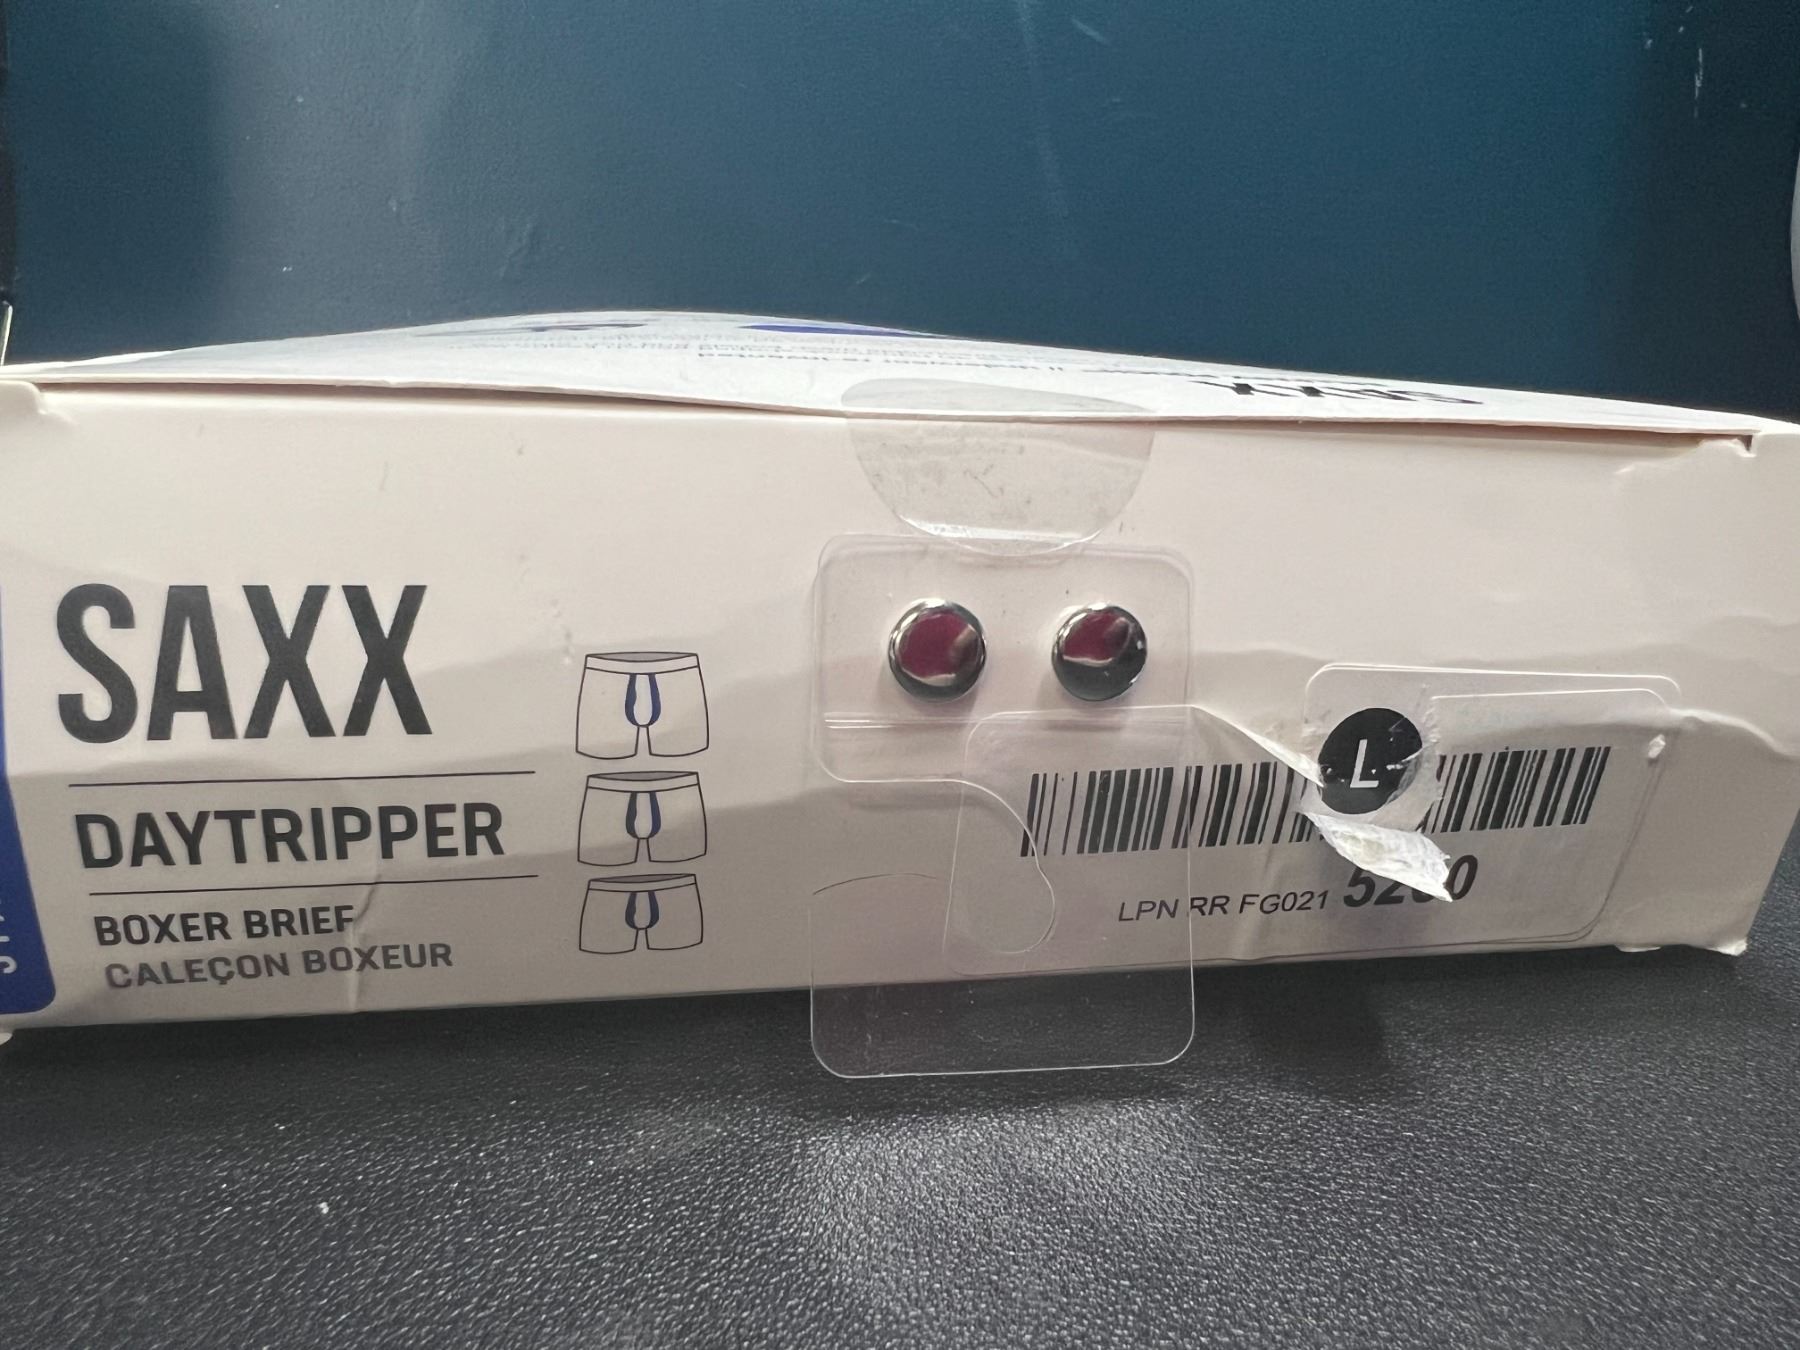 SAXX
DAYTRIPPER
BOXER BRIEF
CALEÇON BOXEUR
L
LPN RR FG021